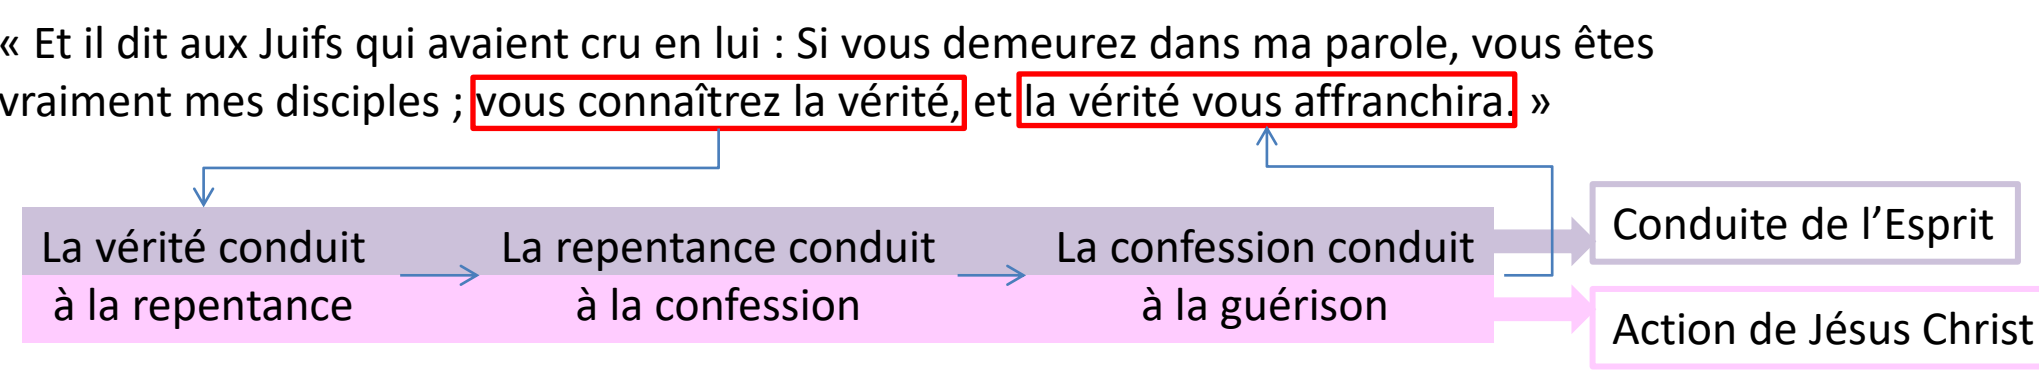 « Et il dit aux Juifs qui avaient cru en lui : Si vous demeurez dans ma parole, vous êtes
vraiment mes disciples ; vous connaîtrez la vérité, et la vérité vous affranchira. »
La vérité conduit
à la repentance
La repentance conduit
à la confession
La confession conduit
à la guérison
Conduite de l’Esprit
Action de Jésus Christ